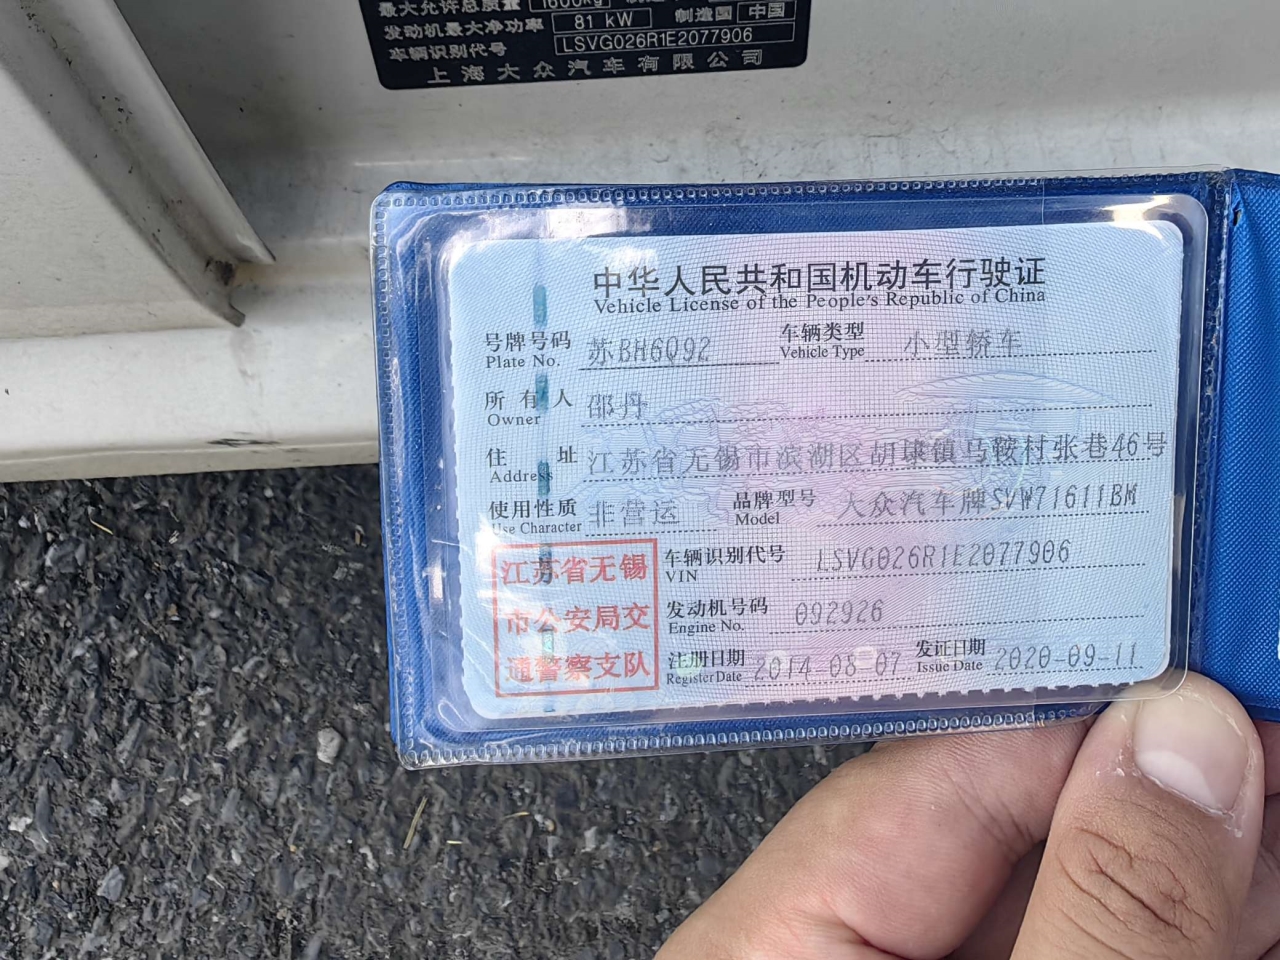 最大允许总质量 1600kg 制造
发动机最大净功率 81 kW 制造国 中国
车辆识别代号 LSVG026R1E2077906
上海大众汽车有限公司
中华人民共和国机动车行驶证
Vehicle License of the People's Republic of China
号牌号码 苏BH6Q92 车辆类型 小型轿车
Plate No. Vehicle Type
所有人 邵丹
Owner
住址 江苏省无锡市滨湖区胡埭镇马鞍村张巷46号
Address
使用性质 非营运 品牌型号 大众汽车牌SVW71611BM
Use Character Model
江苏省无锡
市公安局交
通警察支队
车辆识别代号 LSVG026R1E2077906
VIN
发动机号码 092926
Engine No.
注册日期 2014-08-07 发证日期 2020-09-11
Register Date Issue Date